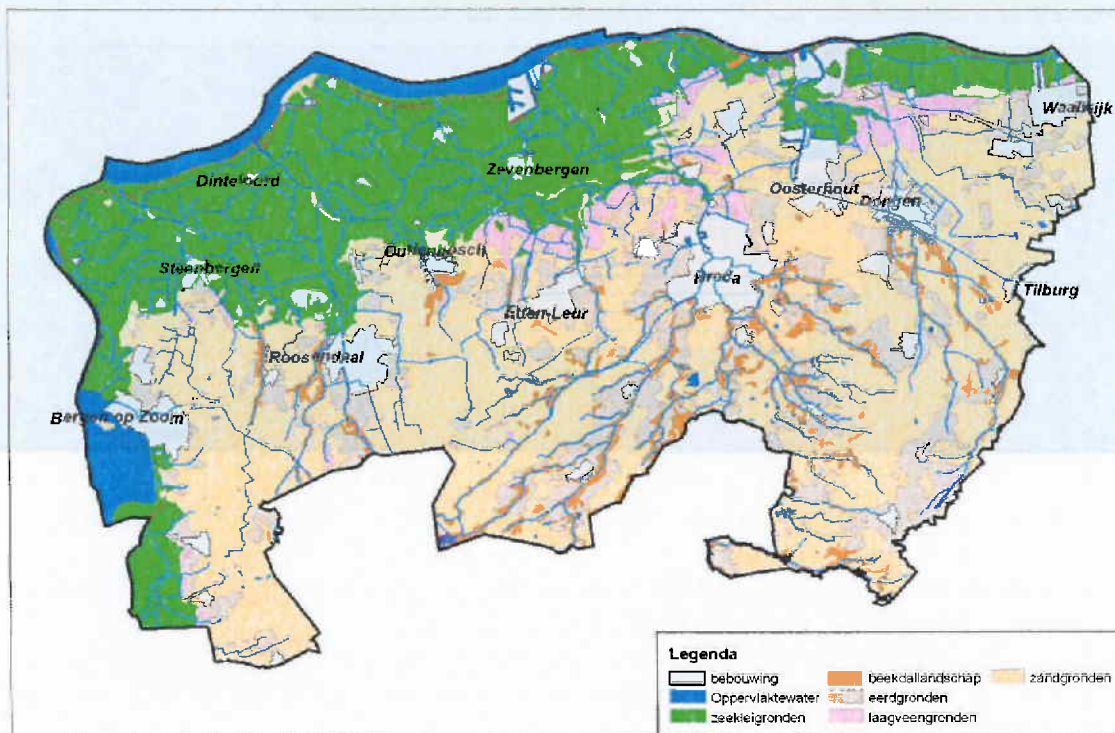 Waalwijk
Zevenbergen
Dinteloord
Oosterhout
Dongen
Oudenbosch
Steenbergen
Breda
Tilburg
Etten-Leur
Roosendaal
Bergen op Zoom
Legenda
bebouwing
beekdallandschap
zandgronden
Oppervlaktewater
eerdgronden
zeekleigronden
laagveengronden